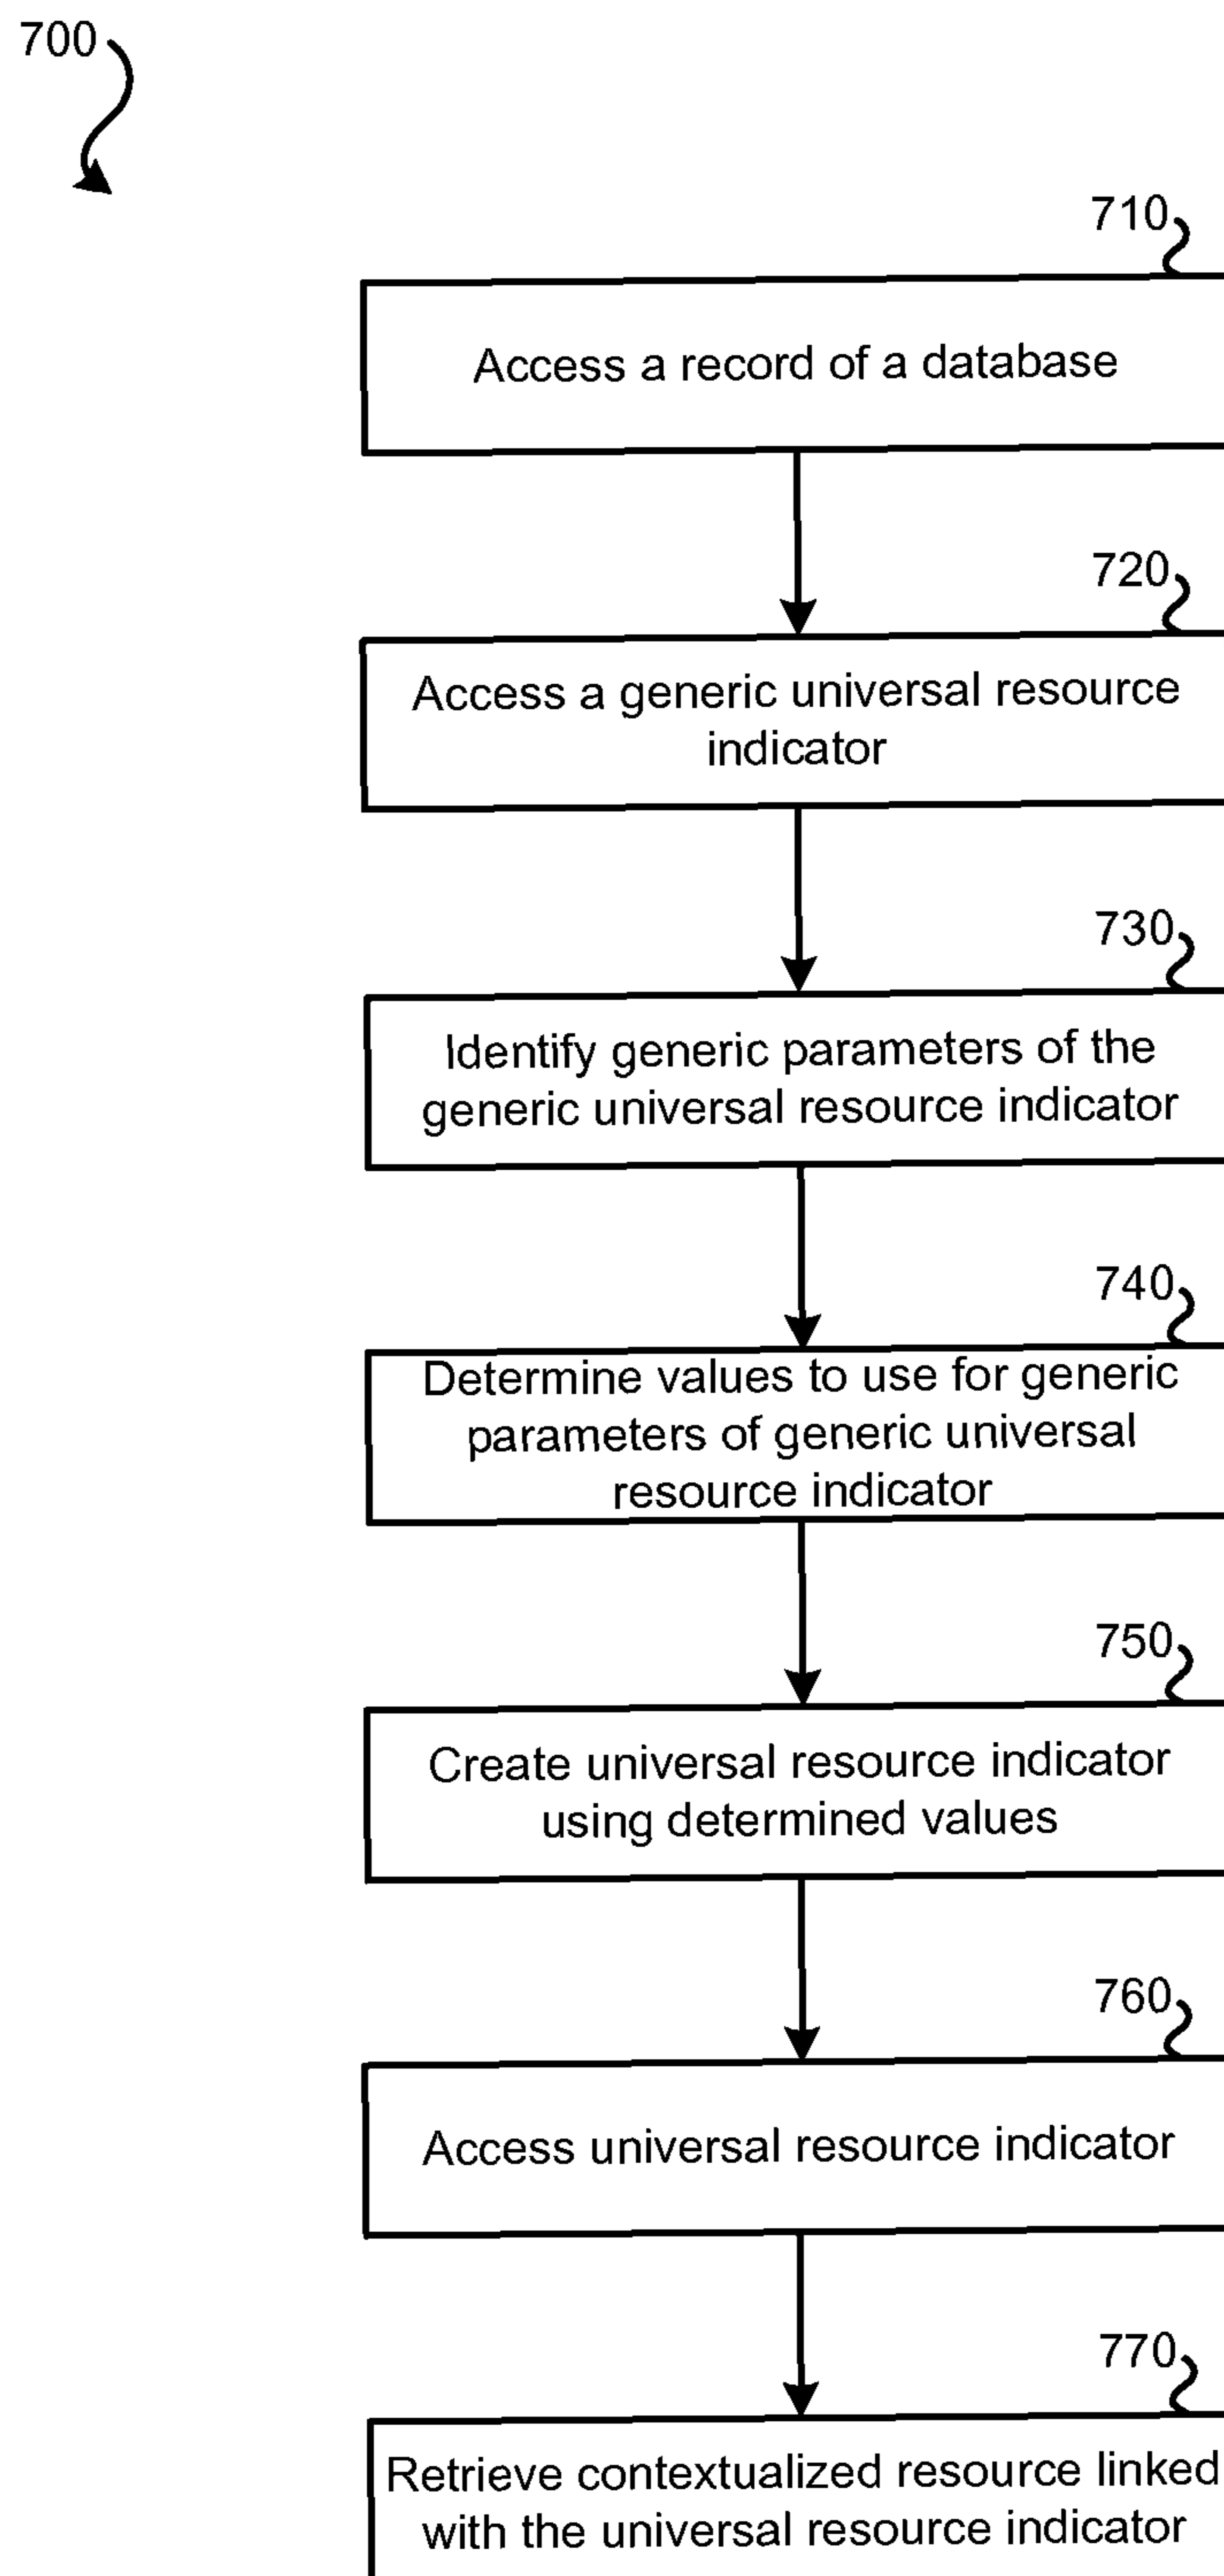 700
710
Access a record of a database
720
Access a generic universal resource
indicator
730
Identify generic parameters of the
generic universal resource indicator
740
Determine values to use for generic
parameters of generic universal
resource indicator
750
Create universal resource indicator
using determined values
760
Access universal resource indicator
770
Retrieve contextualized resource linked
with the universal resource indicator